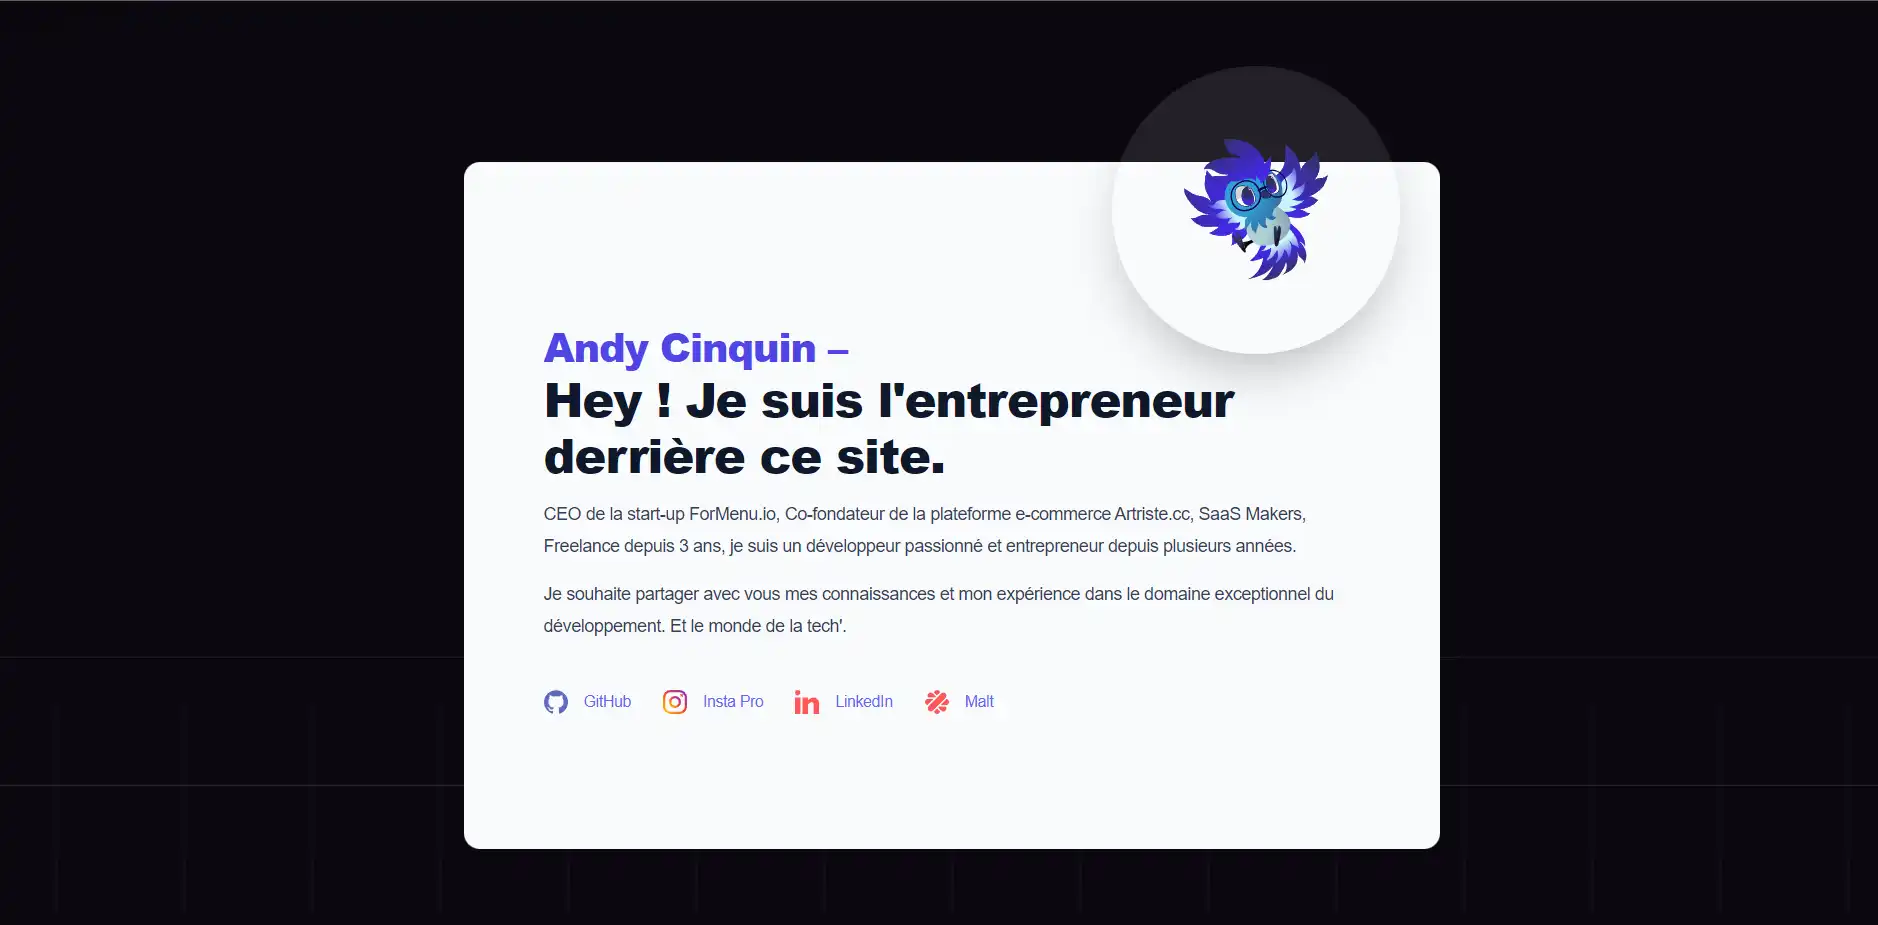 Andy Cinquin –
Hey ! Je suis l'entrepreneur
derrière ce site.
CEO de la start-up ForMenu.io, Co-fondateur de la plateforme e-commerce Artriste.cc, SaaS Makers,
Freelance depuis 3 ans, je suis un développeur passionné et entrepreneur depuis plusieurs années.
Je souhaite partager avec vous mes connaissances et mon expérience dans le domaine exceptionnel du
développement. Et le monde de la tech'.
GitHub Insta Pro LinkedIn Malt